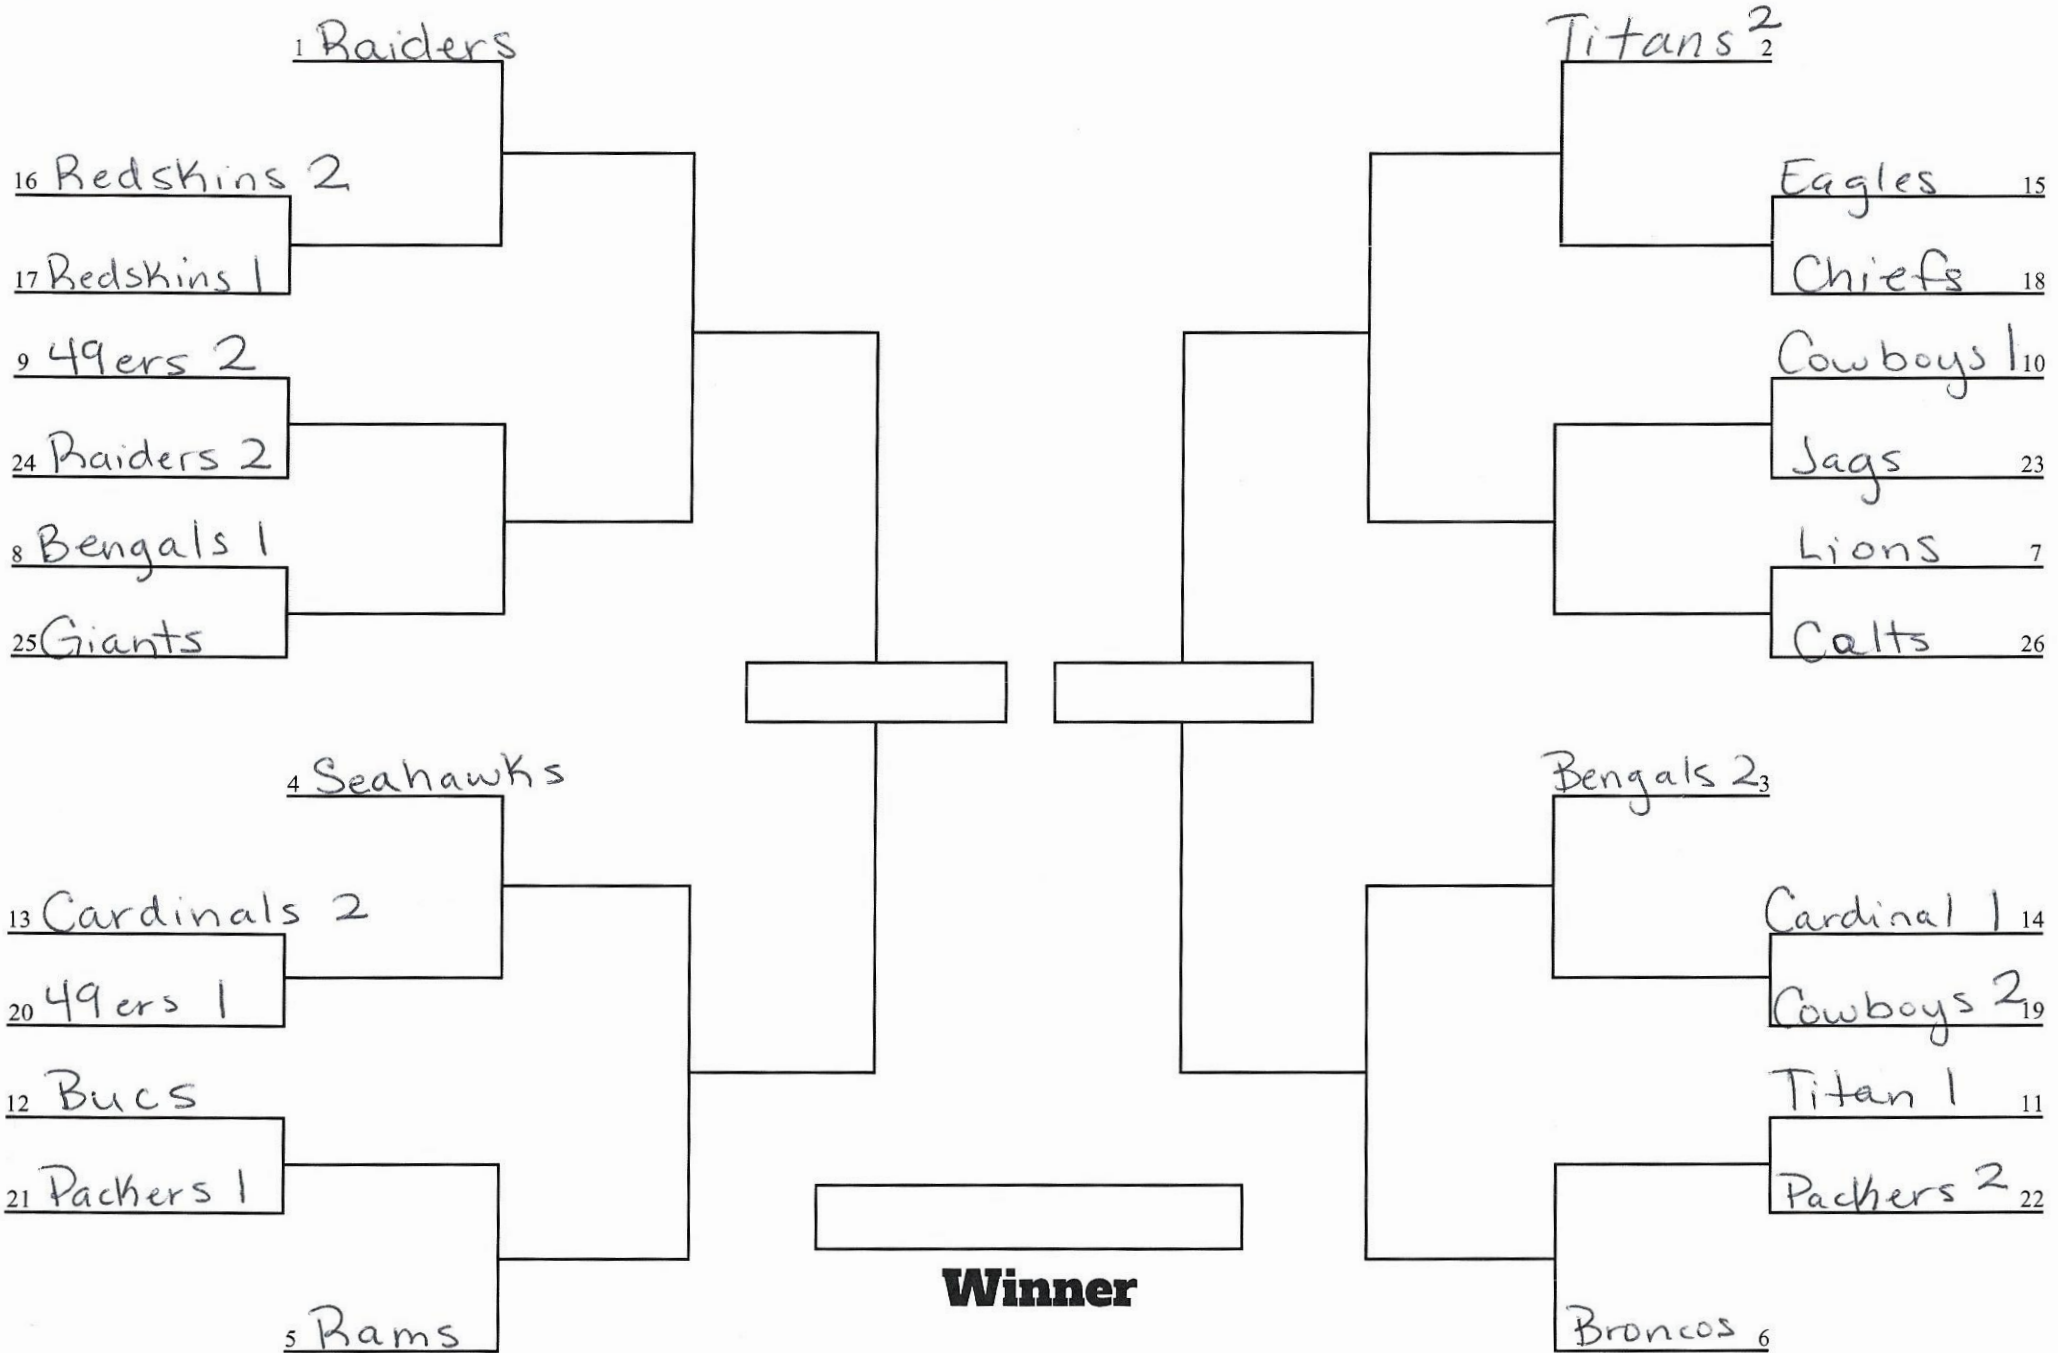 1 Raiders
16 Redskins 2
17 Redskins 1
9 49ers 2
24 Raiders 2
8 Bengals 1
25 Giants
4 Seahawks
13 Cardinals 2
20 49ers 1
12 Bucs
21 Packers 1
5 Rams
Titans 2 2
Eagles 15
Chiefs 18
Cowboys 1 10
Jags 23
Lions 7
Calts 26
Bengals 2 3
Cardinal 1 14
Cowboys 2 19
Titan 1 11
Packers 2 22
Broncos 6
Winner